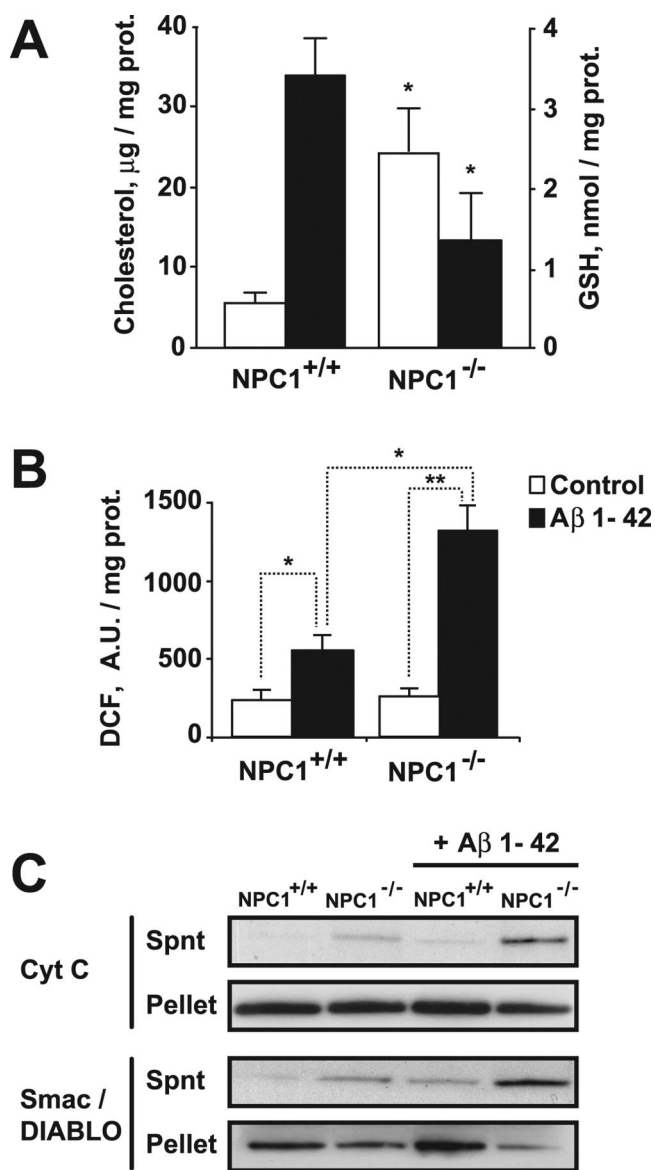 A
Cholesterol, μg / mg prot.
40
30
20
10
0
*
*
4
3
2
1
0
GSH, nmol / mg prot.
NPC1+/+ NPC1-/-
B
DCF, A.U. / mg prot.
1500
1000
500
0
*
*
**
Control
Aβ 1- 42
NPC1+/+ NPC1-/-
C
+ Aβ 1- 42
NPC1+/+ NPC1-/- NPC1+/+ NPC1-/-
Cyt C
Spnt
Pellet
Smac /
DIABLO
Spnt
Pellet